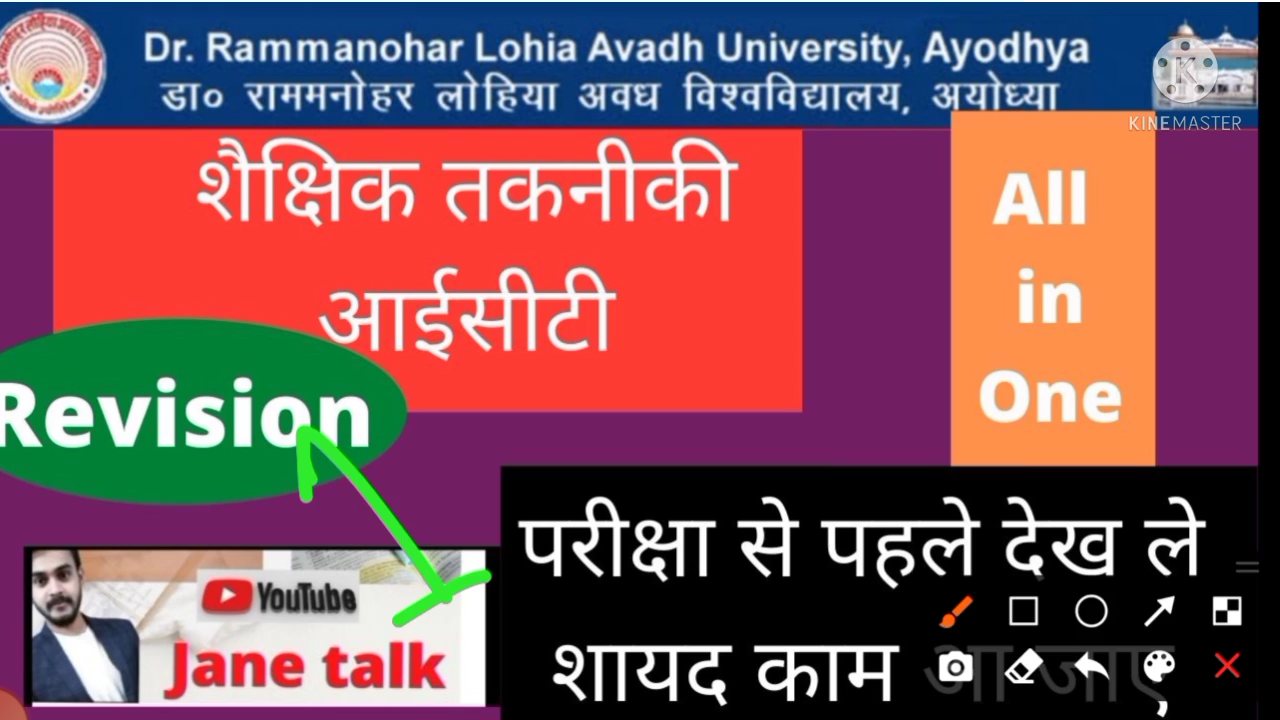 Dr. Rammanohar Lohia Avadh University, Ayodhya
डा० राममनोहर लोहिया अवध विश्वविद्यालय, अयोध्या
KINEMASTER
शैक्षिक तकनीकी
आईसीटी
All
in
One
Revision
परीक्षा से पहले देख ले
शायद काम आ जाए
YouTube
Jane talk